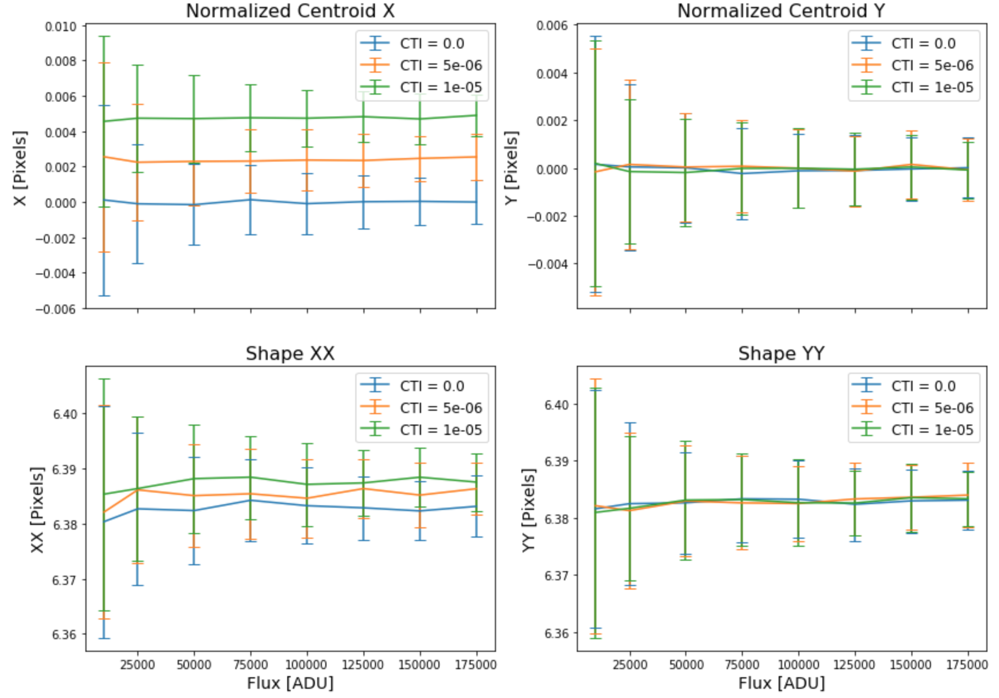 Normalized Centroid X
0.010
0.008
0.006
0.004
0.002
0.000
−0.002
−0.004
−0.006
X [Pixels]
CTI = 0.0
CTI = 5e-06
CTI = 1e-05
Normalized Centroid Y
0.006
0.004
0.002
0.000
−0.002
−0.004
Y [Pixels]
CTI = 0.0
CTI = 5e-06
CTI = 1e-05
Shape XX
6.40
6.39
6.38
6.37
6.36
XX [Pixels]
CTI = 0.0
CTI = 5e-06
CTI = 1e-05
25000 50000 75000 100000 125000 150000 175000
Flux [ADU]
Shape YY
6.40
6.39
6.38
6.37
6.36
YY [Pixels]
CTI = 0.0
CTI = 5e-06
CTI = 1e-05
25000 50000 75000 100000 125000 150000 175000
Flux [ADU]